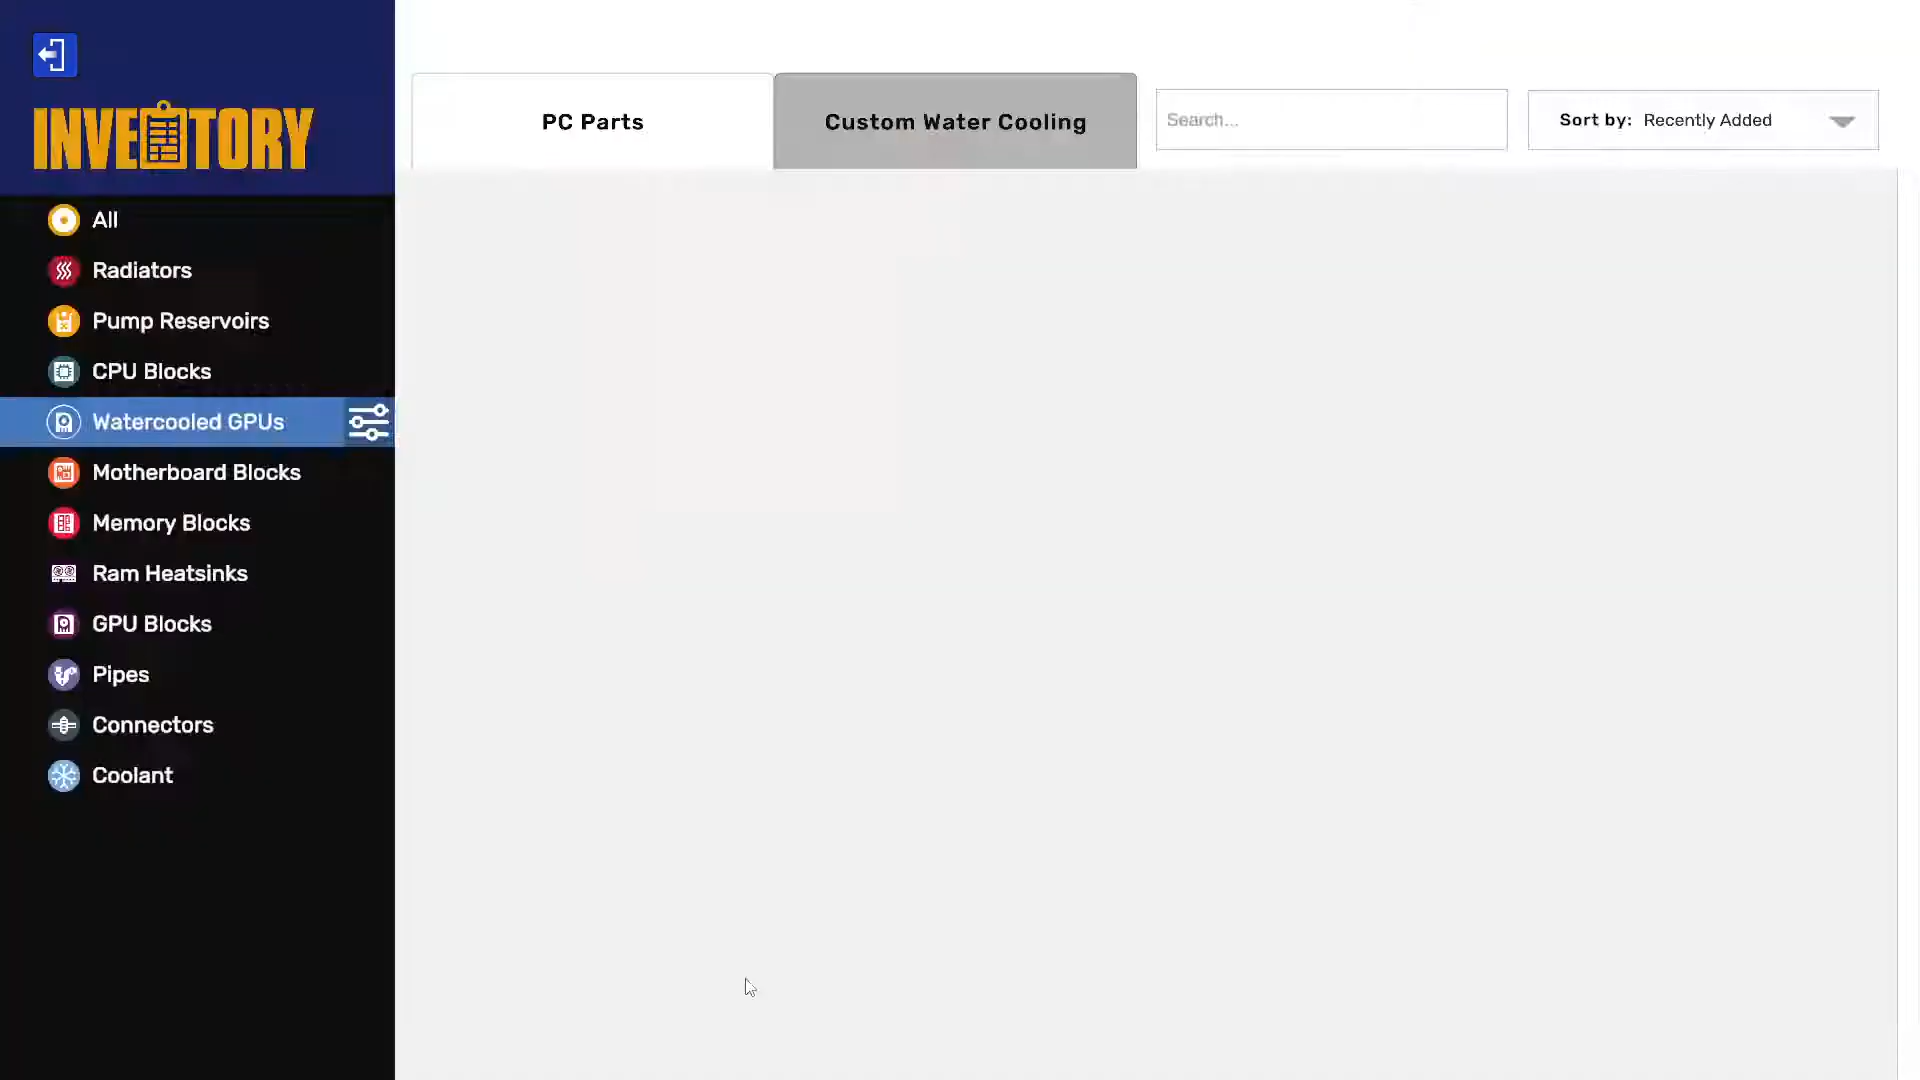 INVENTORY
PC Parts
Custom Water Cooling
Search...
Sort by: Recently Added
All
Radiators
Pump Reservoirs
CPU Blocks
Watercooled GPUs
Motherboard Blocks
Memory Blocks
Ram Heatsinks
GPU Blocks
Pipes
Connectors
Coolant